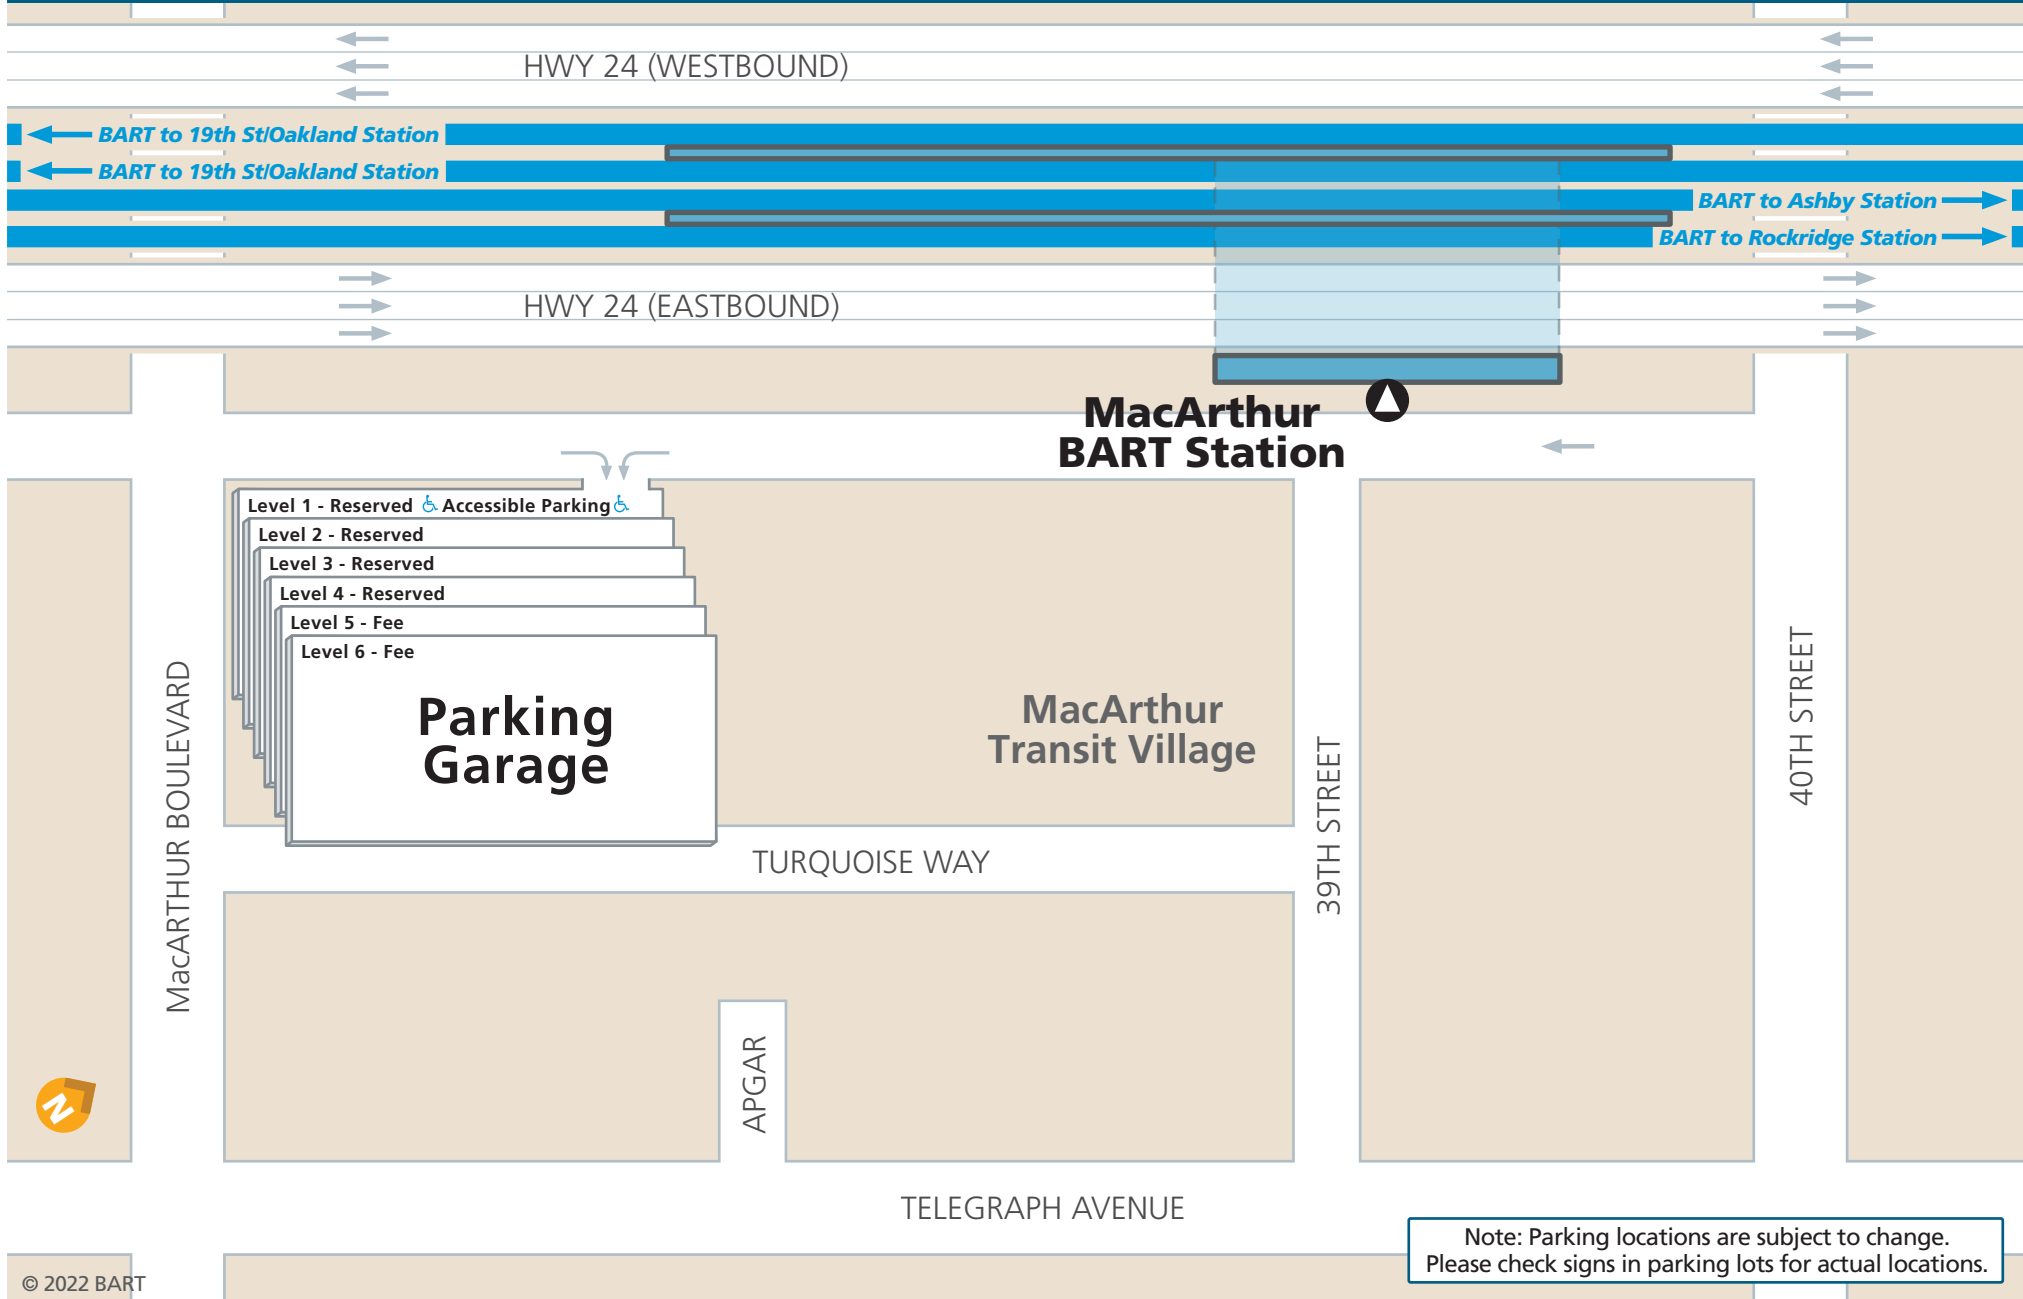 HWY 24 (WESTBOUND)
BART to 19th St/Oakland Station
BART to 19th St/Oakland Station
BART to Ashby Station
BART to Rockridge Station
HWY 24 (EASTBOUND)
MacArthur
BART Station
Level 1 - Reserved Accessible Parking
Level 2 - Reserved
Level 3 - Reserved
Level 4 - Reserved
Level 5 - Fee
Level 6 - Fee
Parking
Garage
MacArthur
Transit Village
MacARTHUR BOULEVARD
39TH STREET
40TH STREET
TURQUOISE WAY
APGAR
N
TELEGRAPH AVENUE
Note: Parking locations are subject to change.
Please check signs in parking lots for actual locations.
© 2022 BART